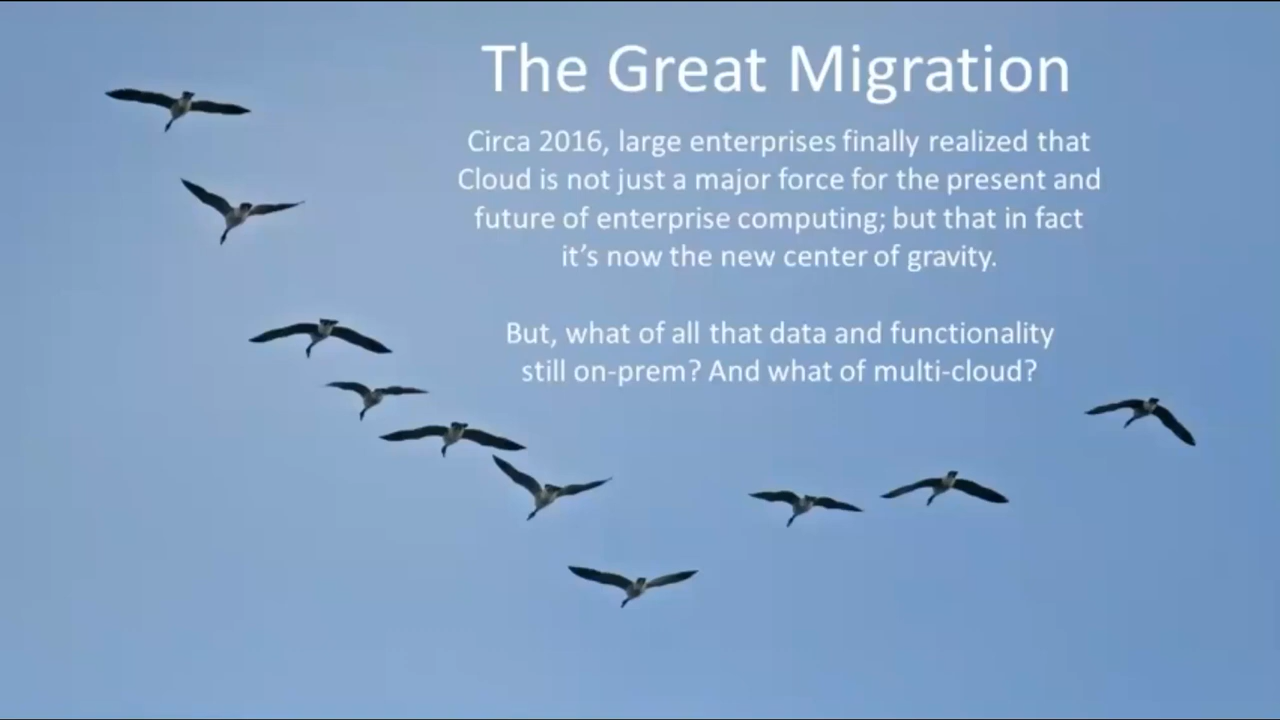 The Great Migration
Circa 2016, large enterprises finally realized that
Cloud is not just a major force for the present and
future of enterprise computing; but that in fact
it’s now the new center of gravity.
But, what of all that data and functionality
still on-prem? And what of multi-cloud?